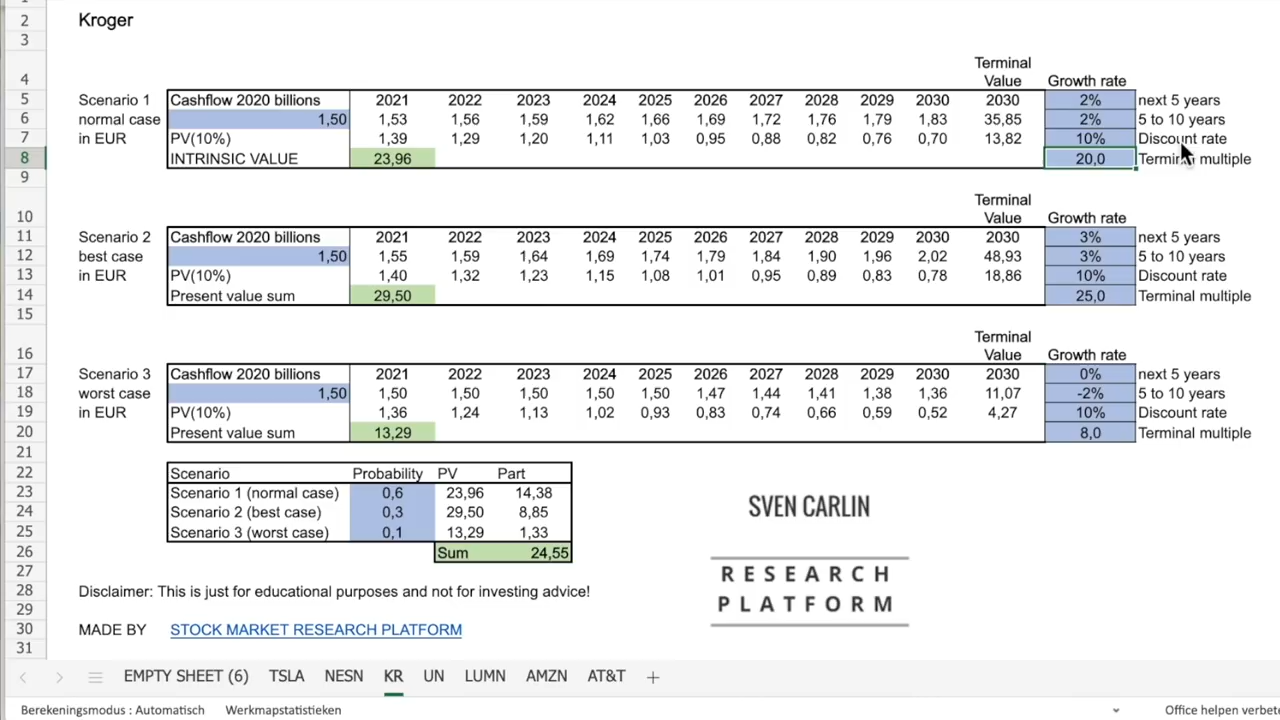 1
2 Kroger
3
Terminal
4 Value Growth rate
5 Scenario 1 Cashflow 2020 billions 2021 2022 2023 2024 2025 2026 2027 2028 2029 2030 2030 2% next 5 years
6 normal case 1,50 1,53 1,56 1,59 1,62 1,66 1,69 1,72 1,76 1,79 1,83 35,85 2% 5 to 10 years
7 in EUR PV(10%) 1,39 1,29 1,20 1,11 1,03 0,95 0,88 0,82 0,76 0,70 13,82 10% Discount rate
8 INTRINSIC VALUE 23,96 20,0 Terminal multiple
9
Terminal
10 Value Growth rate
11 Scenario 2 Cashflow 2020 billions 2021 2022 2023 2024 2025 2026 2027 2028 2029 2030 2030 3% next 5 years
12 best case 1,50 1,55 1,59 1,64 1,69 1,74 1,79 1,84 1,90 1,96 2,02 48,93 3% 5 to 10 years
13 in EUR PV(10%) 1,40 1,32 1,23 1,15 1,08 1,01 0,95 0,89 0,83 0,78 18,86 10% Discount rate
14 Present value sum 29,50 25,0 Terminal multiple
15
Terminal
16 Value Growth rate
17 Scenario 3 Cashflow 2020 billions 2021 2022 2023 2024 2025 2026 2027 2028 2029 2030 2030 0% next 5 years
18 worst case 1,50 1,50 1,50 1,50 1,50 1,50 1,47 1,44 1,41 1,38 1,36 11,07 -2% 5 to 10 years
19 in EUR PV(10%) 1,36 1,24 1,13 1,02 0,93 0,83 0,74 0,66 0,59 0,52 4,27 10% Discount rate
20 Present value sum 13,29 8,0 Terminal multiple
21
22 Scenario Probability PV Part
23 Scenario 1 (normal case) 0,6 23,96 14,38
24 Scenario 2 (best case) 0,3 29,50 8,85
25 Scenario 3 (worst case) 0,1 13,29 1,33
26 Sum 24,55
27
28 Disclaimer: This is just for educational purposes and not for investing advice!
29
30 MADE BY STOCK MARKET RESEARCH PLATFORM
31
SVEN CARLIN
RESEARCH
PLATFORM
EMPTY SHEET (6) TSLA NESN KR UN LUMN AMZN AT&T +
Berekeningsmodus : Automatisch Werkmapstatistieken Office helpen verbete